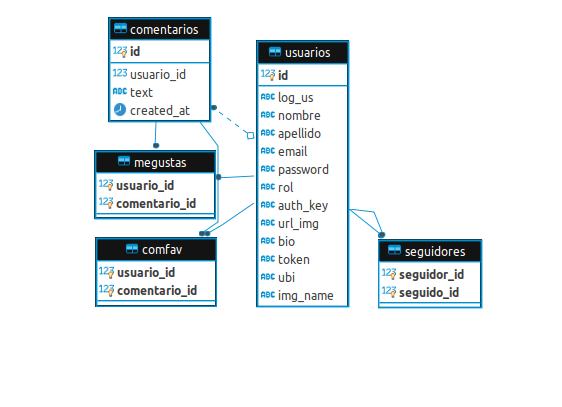 comentarios
123 id
123 usuario_id
ABC text
created_at
usuarios
123 id
ABC log_us
ABC nombre
ABC apellido
ABC email
ABC password
ABC rol
ABC auth_key
ABC url_img
ABC bio
ABC token
ABC ubi
ABC img_name
megustas
123 usuario_id
123 comentario_id
comfav
123 usuario_id
123 comentario_id
seguidores
123 seguidor_id
123 seguido_id